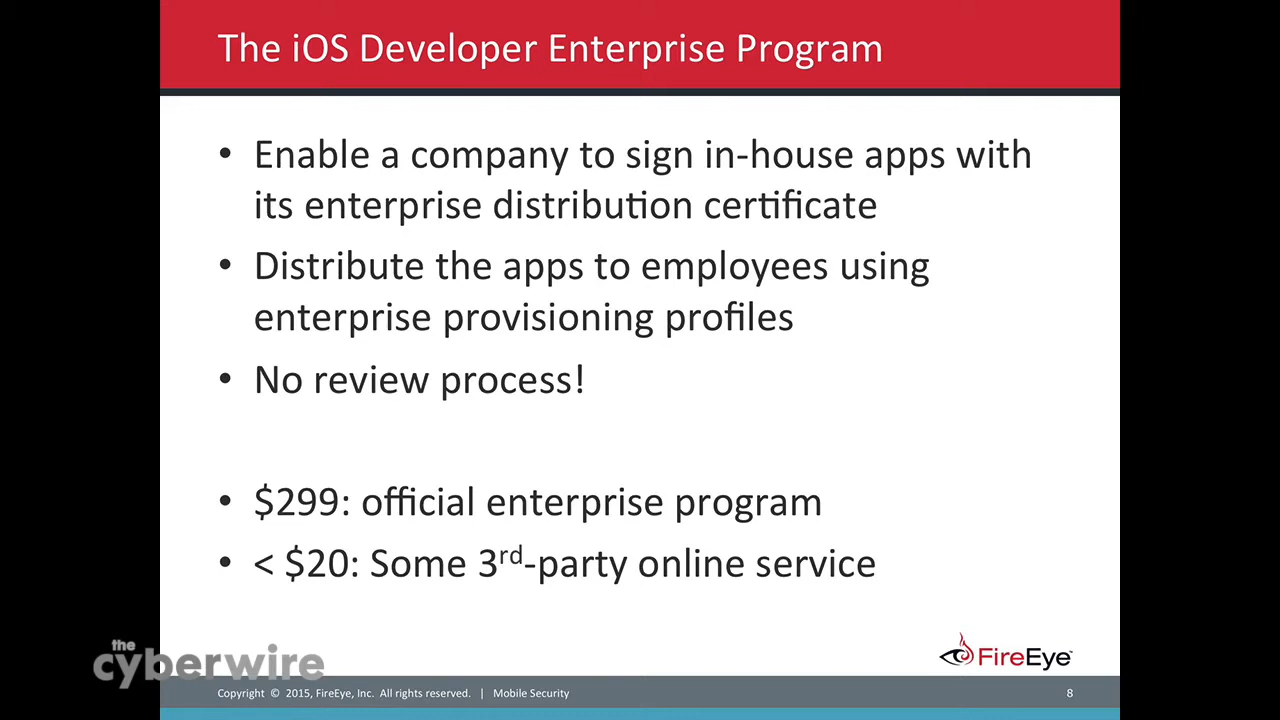 The iOS Developer Enterprise Program
• Enable a company to sign in-house apps with
its enterprise distribution certificate
• Distribute the apps to employees using
enterprise provisioning profiles
• No review process!
• $299: official enterprise program
• < $20: Some 3rd-party online service
the
cyberwire
FireEye™
Copyright © 2015, FireEye, Inc. All rights reserved. | Mobile Security 8